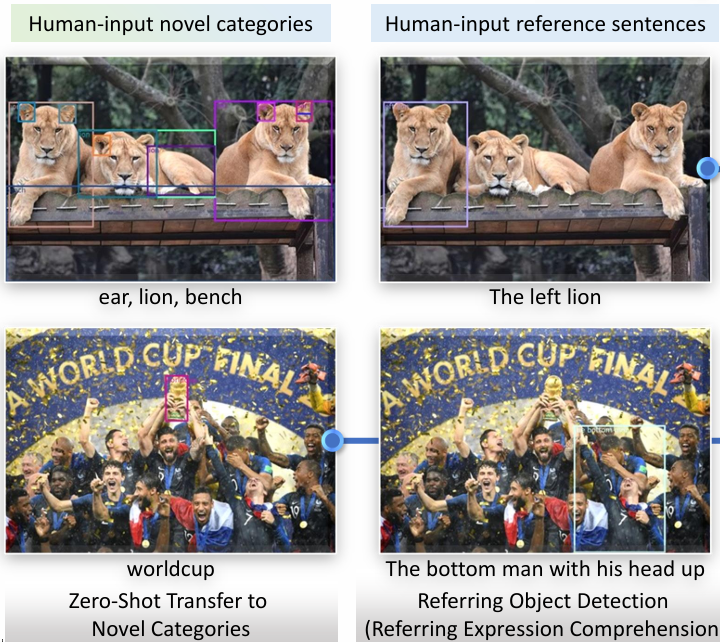 Human-input novel categories
Human-input reference sentences
ear, lion, bench
The left lion
A WORLD CUP FINAL
A WORLD CUP FINAL
7
7
worldcup
The bottom man with his head up
Zero-Shot Transfer to
Novel Categories
Referring Object Detection
(Referring Expression Comprehension